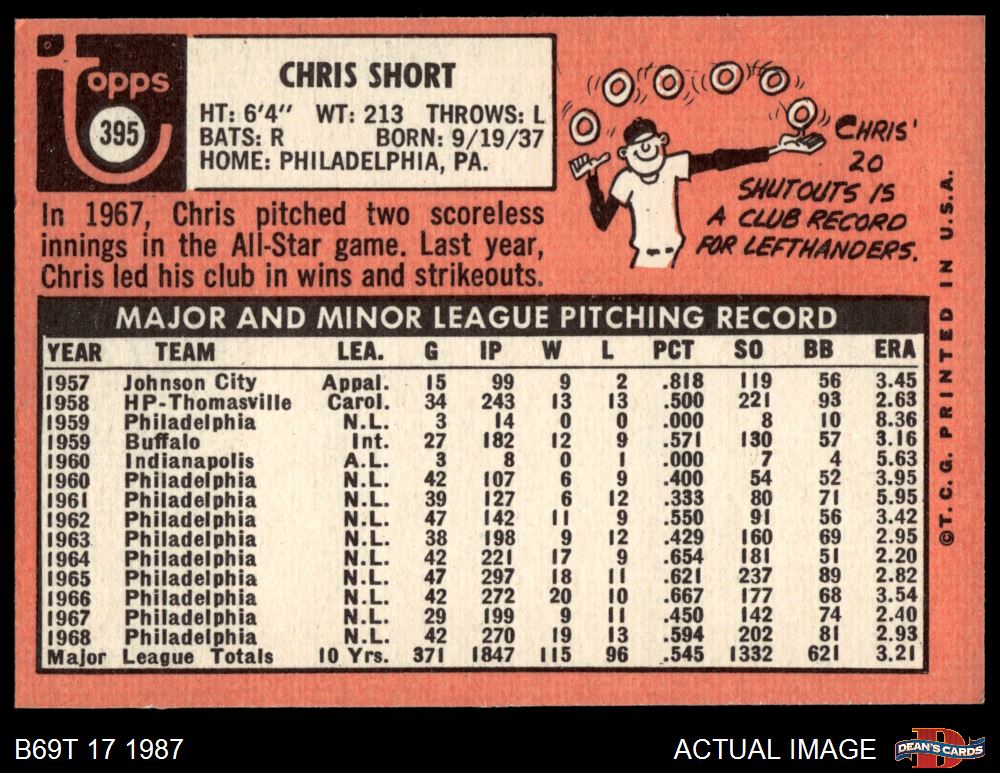 Topps
395
CHRIS SHORT
HT: 6'4" WT: 213 THROWS: L
BATS: R BORN: 9/19/37
HOME: PHILADELPHIA, PA.
In 1967, Chris pitched two scoreless
innings in the All-Star game. Last year,
Chris led his club in wins and strikeouts.
CHRIS'
20
SHUTOUTS IS
A CLUB RECORD
FOR LEFTHANDERS.
MAJOR AND MINOR LEAGUE PITCHING RECORD
YEAR TEAM LEA. G IP W L PCT SO BB ERA
1957 Johnson City Appal. 15 99 9 2 .818 119 56 3.45
1958 HP-Thomasville Carol. 34 243 13 13 .500 221 93 2.63
1959 Philadelphia N.L. 3 14 0 0 .000 8 10 8.36
1959 Buffalo Int. 27 182 12 9 .571 130 57 3.16
1960 Indianapolis A.L. 3 8 0 1 .000 7 4 5.63
1960 Philadelphia N.L. 42 107 6 9 .400 54 52 3.95
1961 Philadelphia N.L. 39 127 6 12 .333 80 71 5.95
1962 Philadelphia N.L. 47 142 11 9 .550 91 56 3.42
1963 Philadelphia N.L. 38 198 9 12 .429 160 69 2.95
1964 Philadelphia N.L. 42 221 17 9 .654 181 51 2.20
1965 Philadelphia N.L. 47 297 18 11 .621 237 89 2.82
1966 Philadelphia N.L. 42 272 20 10 .667 177 68 3.54
1967 Philadelphia N.L. 29 199 9 11 .450 142 74 2.40
1968 Philadelphia N.L. 42 270 19 13 .594 202 81 2.93
Major League Totals 10 Yrs. 371 1847 115 96 .545 1332 621 3.21
©T. C. G. PRINTED IN U.S.A.
B69T 17 1987
ACTUAL IMAGE
DEAN'S CARDS